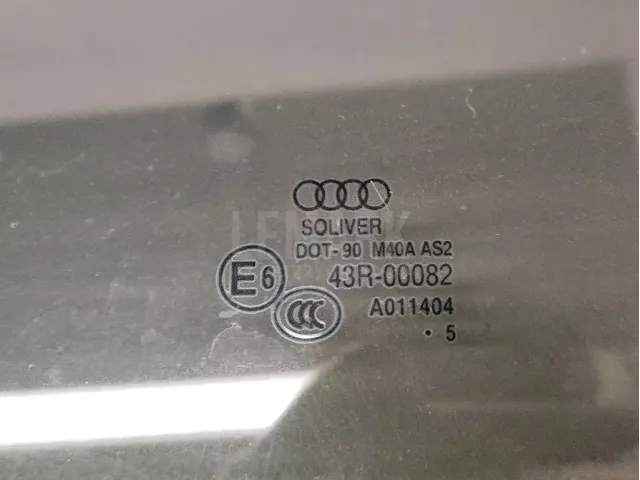 SOLIVER
DOT-90 M40A AS2
E6 43R-00082
CCC A011404
· 5